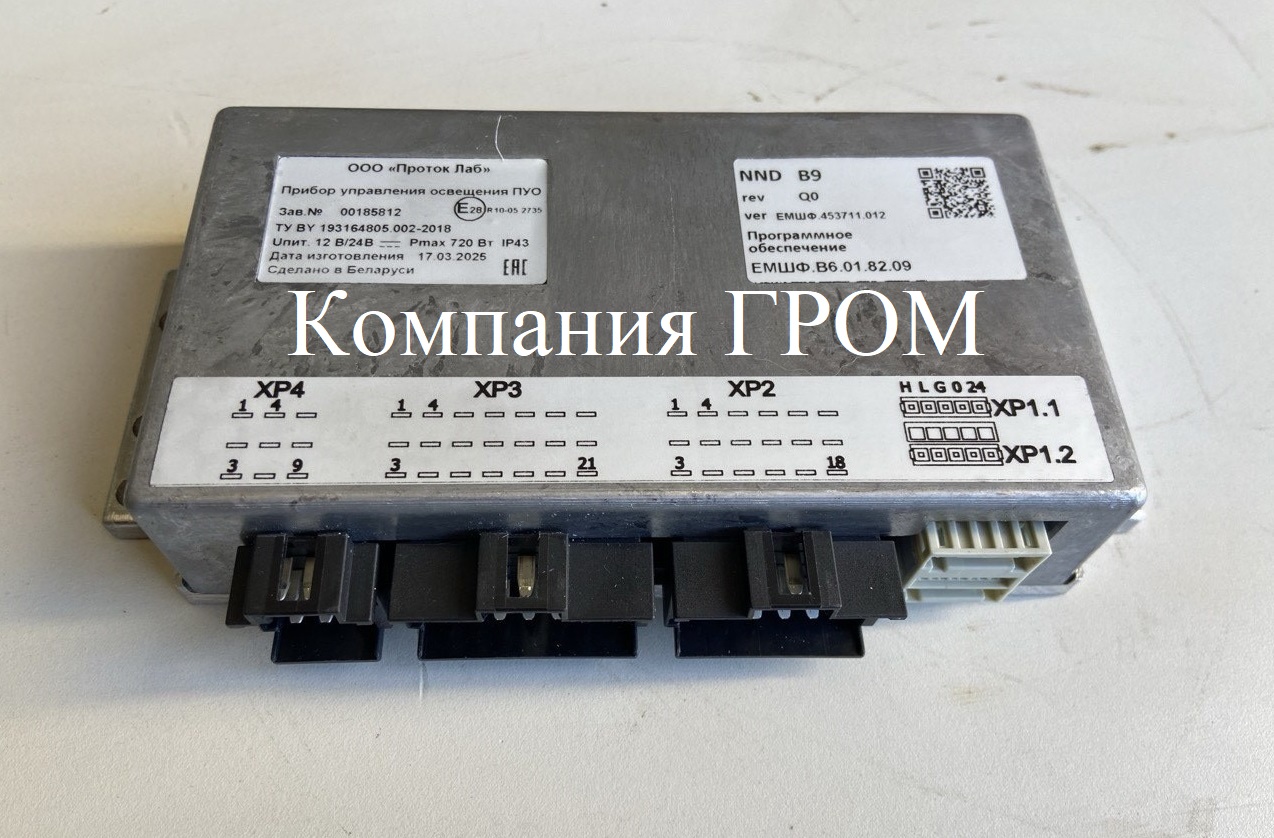 ООО «Проток Лаб»
Прибор управления освещения ПУО
Зав.№ 00185812
E28 R10-05 2735
ТУ BY 193164805.002-2018
Uпит. 12 В/24В Pmax 720 Вт IP43
Дата изготовления 17.03.2025
Сделано в Беларуси
EAC
NND B9
rev Q0
ver ЕМШФ.453711.012
Программное
обеспечение
ЕМШФ.В6.01.82.09
Компания ГРОМ
XP4 XP3 XP2 H L G 0 24
1 4 1 4 1 4 XP1.1
3 9 3 21 3 18 XP1.2